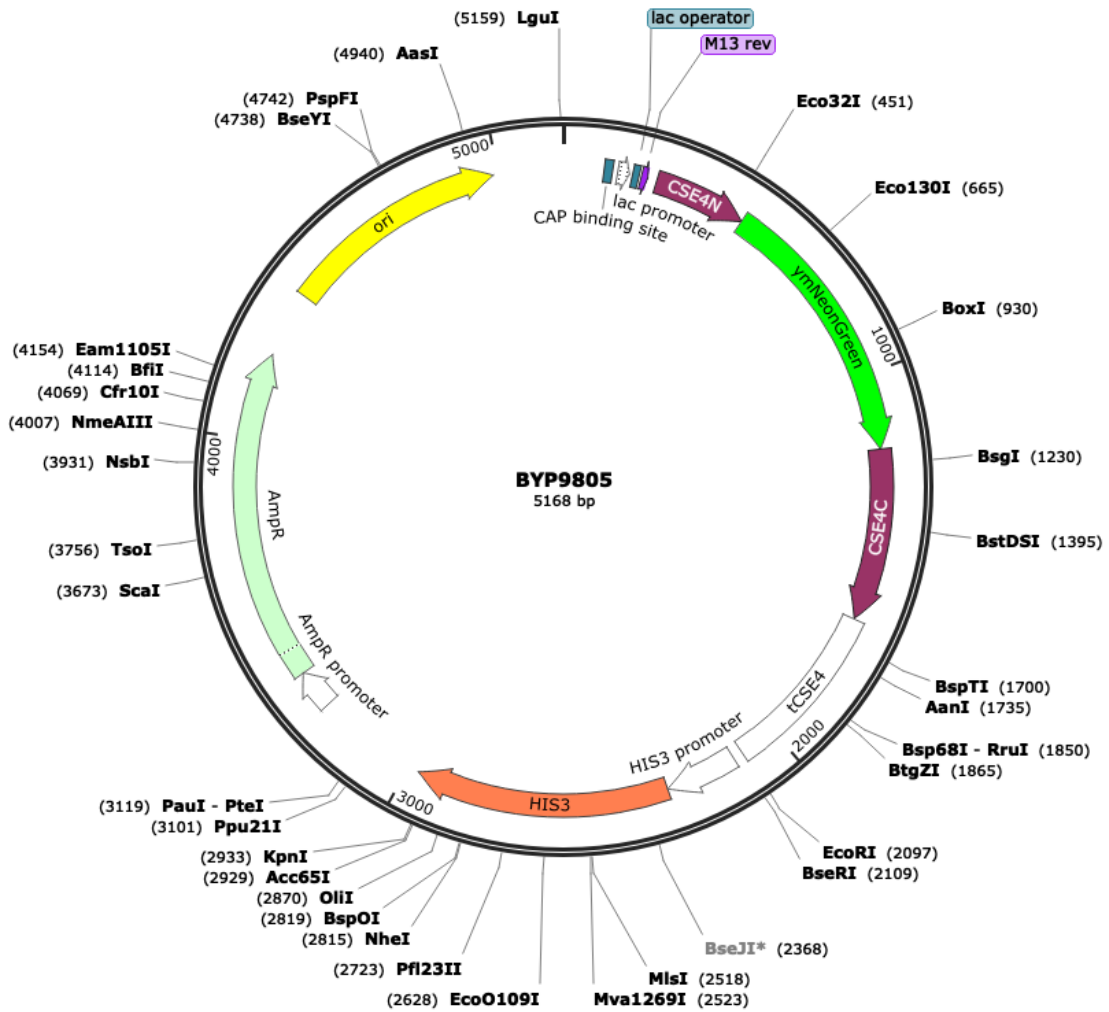 (5159) LguI
lac operator
M13 rev
(4940) AasI
(4742) PspFI
(4738) BseYI
Eco32I (451)
Eco130I (665)
BoxI (930)
BsgI (1230)
BstDSI (1395)
BspTI (1700)
AanI (1735)
Bsp68I - RruI (1850)
BtgZI (1865)
EcoRI (2097)
BseRI (2109)
BseJI* (2368)
MlsI (2518)
Mva1269I (2523)
(2628) EcoO109I
(2723) Pfl23II
(2815) NheI
(2819) BspOI
(2870) OliI
(2929) Acc65I
(2933) KpnI
(3101) Ppu21I
(3119) PauI - PteI
(3673) ScaI
(3756) TsoI
(3931) NsbI
(4007) NmeAIII
(4069) Cfr10I
(4114) BfiI
(4154) Eam1105I
5000
1000
2000
3000
4000
CAP binding site
lac promoter
CSE4N
ymNeonGreen
CSE4C
tCSE4
HIS3 promoter
HIS3
AmpR promoter
AmpR
ori
BYP9805
5168 bp